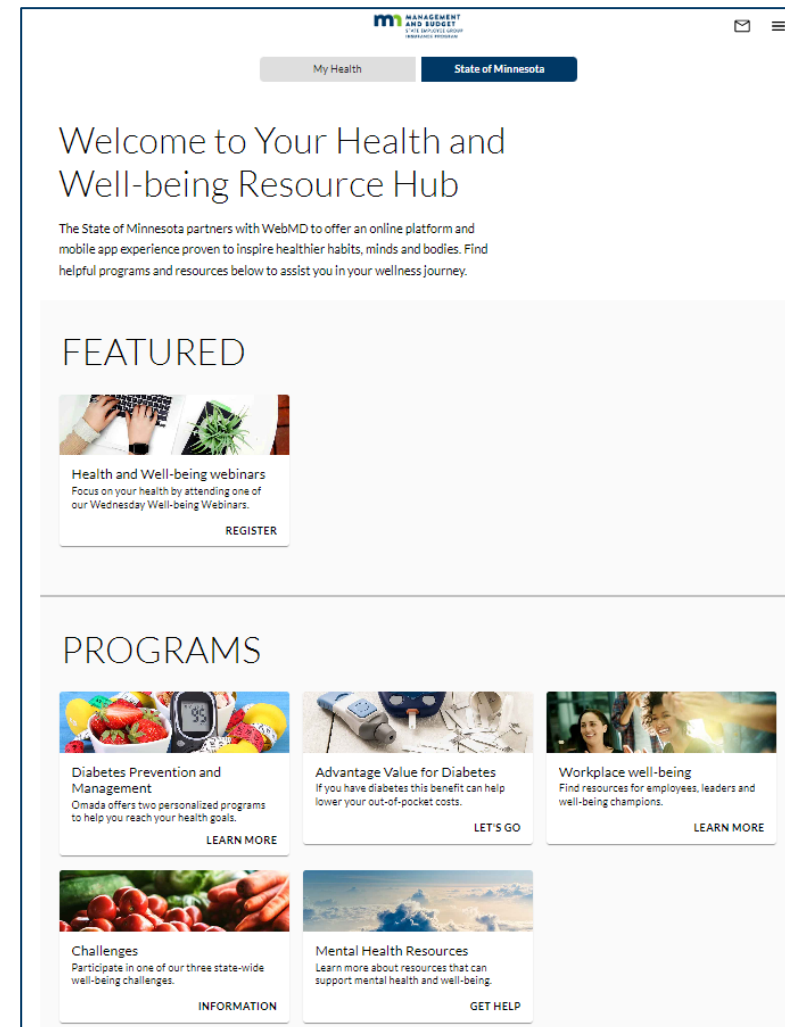 MANAGEMENT
AND BUDGET
STATE EMPLOYEE GROUP
INSURANCE PROGRAM
My Health
State of Minnesota
Welcome to Your Health and
Well-being Resource Hub
The State of Minnesota partners with WebMD to offer an online platform and
mobile app experience proven to inspire healthier habits, minds and bodies. Find
helpful programs and resources below to assist you in your wellness journey.
FEATURED
Health and Well-being webinars
Focus on your health by attending one of
our Wednesday Well-being Webinars.
REGISTER
PROGRAMS
95
Diabetes Prevention and
Management
Omada offers two personalized programs
to help you reach your health goals.
LEARN MORE
Advantage Value for Diabetes
If you have diabetes this benefit can help
lower your out-of-pocket costs.
LET'S GO
Workplace well-being
Find resources for employees, leaders and
well-being champions.
LEARN MORE
Challenges
Participate in one of our three state-wide
well-being challenges.
INFORMATION
Mental Health Resources
Learn more about resources that can
support mental health and well-being.
GET HELP